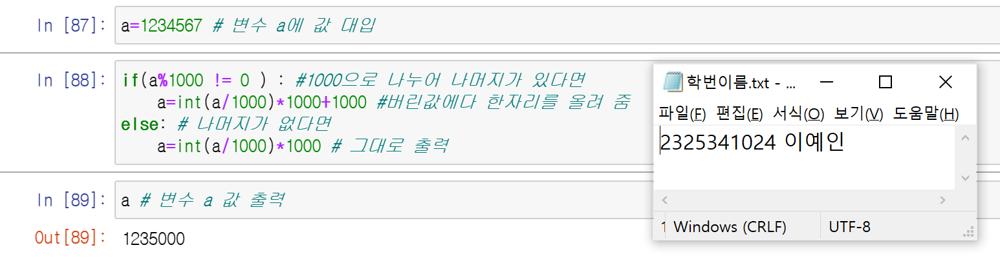 In [87]: a=1234567 # 변수 a에 값 대입
In [88]: if(a%1000 != 0 ) : #1000으로 나누어 나머지가 있다면
a=int(a/1000)*1000+1000 #버린값에다 한자리를 올려 줌
else: # 나머지가 없다면
a=int(a/1000)*1000 # 그대로 출력
In [89]: a # 변수 a 값 출력
Out[89]: 1235000
학번이름.txt - ...
파일(F) 편집(E) 서식(O) 보기(V) 도움말(H)
2325341024 이예인
1 Windows (CRLF) UTF-8